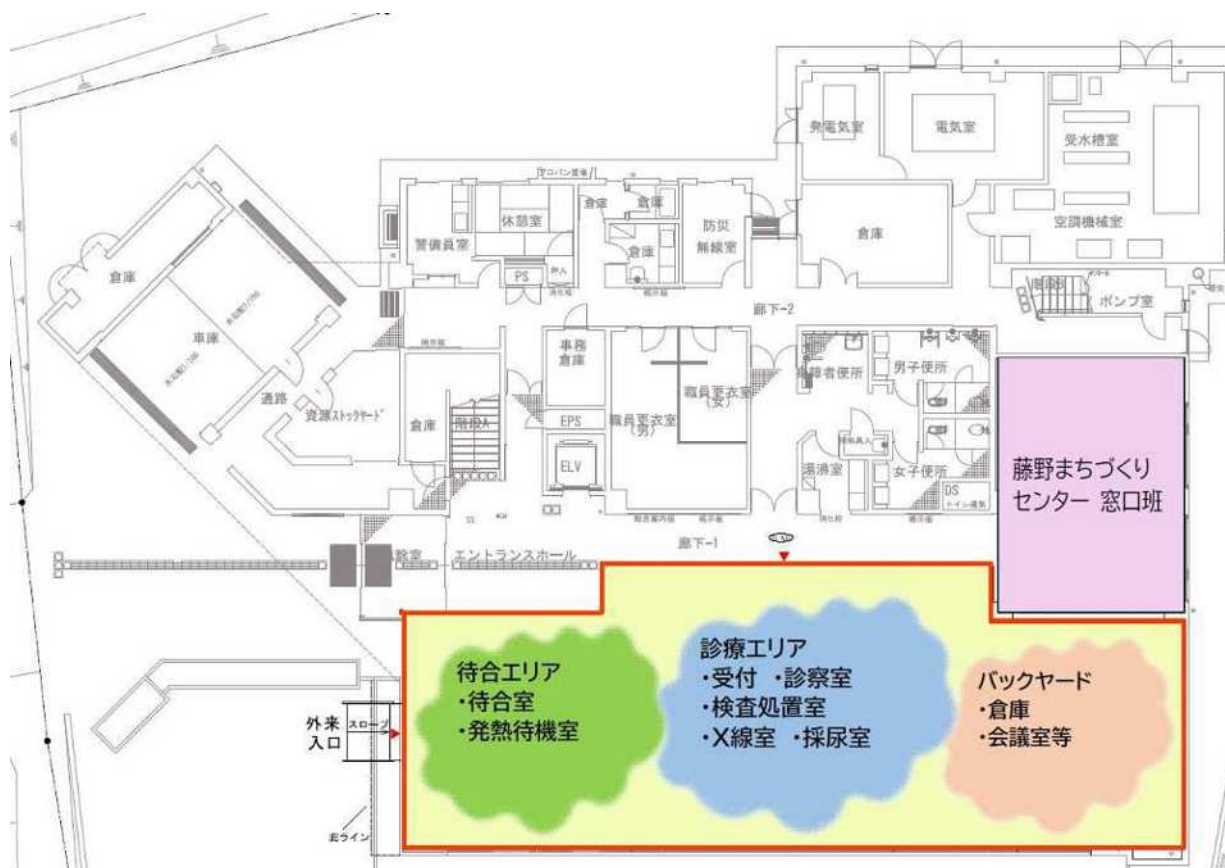 発電気室
電気室
受水槽室
空調機械室
倉庫
倉庫
倉庫
倉庫
警備員室
休憩室
防災
無線室
倉庫
PS
倉庫
車庫
廊下-2
ポンプ室
事務
倉庫
職員更衣室
(女)
職員更衣室
(男)
男子便所
通路
資源ストックヤード
倉庫
階段A
EPS
ELV
湯沸室
女子便所
DS
藤野まちづくり
センター 窓口班
エントランスホール
廊下-1
待合エリア
・待合室
・発熱待機室
診療エリア
・受付 ・診察室
・検査処置室
・X線室 ・採尿室
バックヤード
・倉庫
・会議室等
外来
入口
スロープ